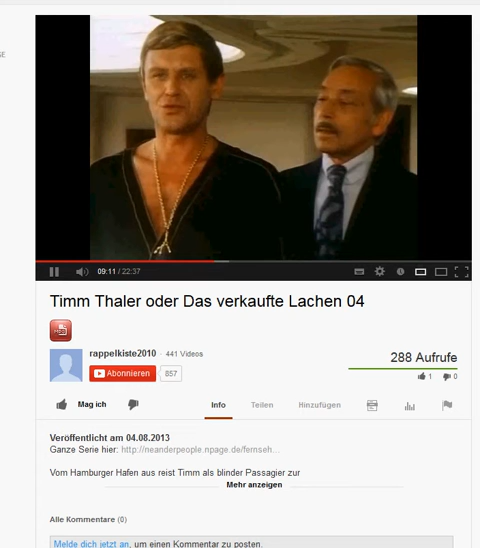 09:11 / 22:37
Timm Thaler oder Das verkaufte Lachen 04
rappelkiste2010 · 441 Videos
Abonnieren 857
288 Aufrufe
1 0
Mag ich Info Teilen Hinzufügen
Veröffentlicht am 04.08.2013
Ganze Serie hier: http://neanderpeople.npage.de/fernseh...
Vom Hamburger Hafen aus reist Timm als blinder Passagier zur
Mehr anzeigen
Alle Kommentare (0)
Melde dich jetzt an, um einen Kommentar zu posten.